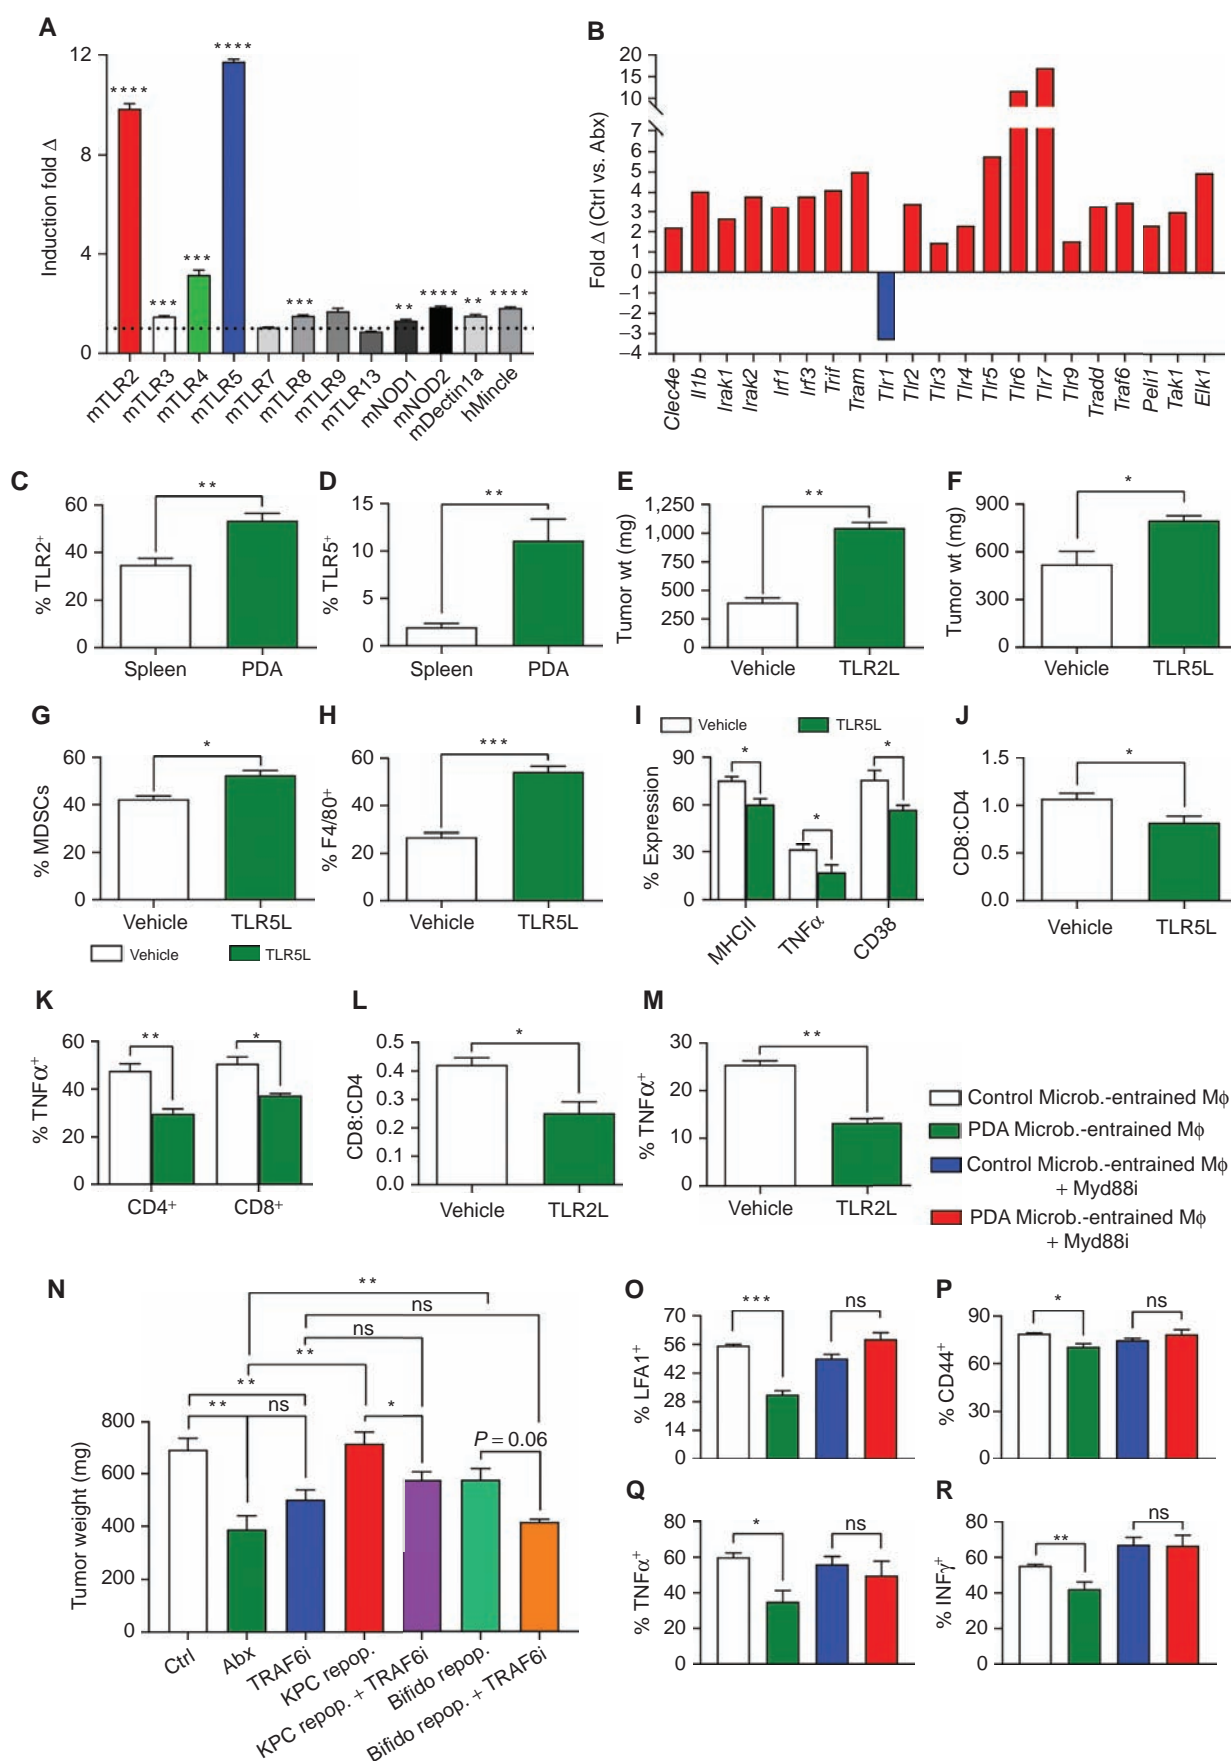 A
Induction fold Δ
12
8
4
0
****
***
***
****
***
**
****
**
****
mTLR2
mTLR3
mTLR4
mTLR5
mTLR7
mTLR8
mTLR9
mTLR13
mNOD1
mNOD2
mDectin1a
hMincle
B
Fold Δ (Ctrl vs. Abx)
20
15
10
7
6
5
4
3
2
1
0
–1
–2
–3
–4
Clec4e
Il1b
Irak1
Irak2
Irf1
Irf3
Trif
Tram
Tlr1
Tlr2
Tlr3
Tlr4
Tlr5
Tlr6
Tlr7
Tlr9
Tradd
Traf6
Peli1
Tak1
Elk1
C
% TLR2+
60
40
20
0
**
Spleen
PDA
D
% TLR5+
15
10
5
0
**
Spleen
PDA
E
Tumor wt (mg)
1,250
1,000
750
500
250
0
**
Vehicle
TLR2L
F
Tumor wt (mg)
900
600
300
0
*
Vehicle
TLR5L
G
% MDSCs
60
40
20
0
*
Vehicle
TLR5L
Vehicle
TLR5L
H
% F4/80+
60
40
20
0
***
Vehicle
TLR5L
I
Vehicle
TLR5L
% Expression
90
60
30
0
*
*
*
MHCII
TNFα
CD38
J
CD8:CD4
1.5
1.0
0.5
0.0
*
Vehicle
TLR5L
K
% TNFα+
60
40
20
0
**
*
CD4+
CD8+
L
CD8:CD4
0.5
0.4
0.3
0.2
0.1
0.0
*
Vehicle
TLR2L
M
% TNFα+
30
20
10
0
**
Vehicle
TLR2L
Control Microb.-entrained Mϕ
PDA Microb.-entrained Mϕ
Control Microb.-entrained Mϕ
+ Myd88i
PDA Microb.-entrained Mϕ
+ Myd88i
N
Tumor weight (mg)
800
600
400
200
0
**
ns
ns
**
**
**
ns
*
P = 0.06
Ctrl
Abx
TRAF6i
KPC repop.
KPC repop. + TRAF6i
Bifido repop.
Bifido repop. + TRAF6i
O
% LFA1+
70
56
42
28
14
0
***
ns
P
% CD44+
90
60
30
0
*
ns
Q
% TNFα+
80
60
40
20
0
*
ns
R
% INFγ+
80
60
40
20
0
**
ns